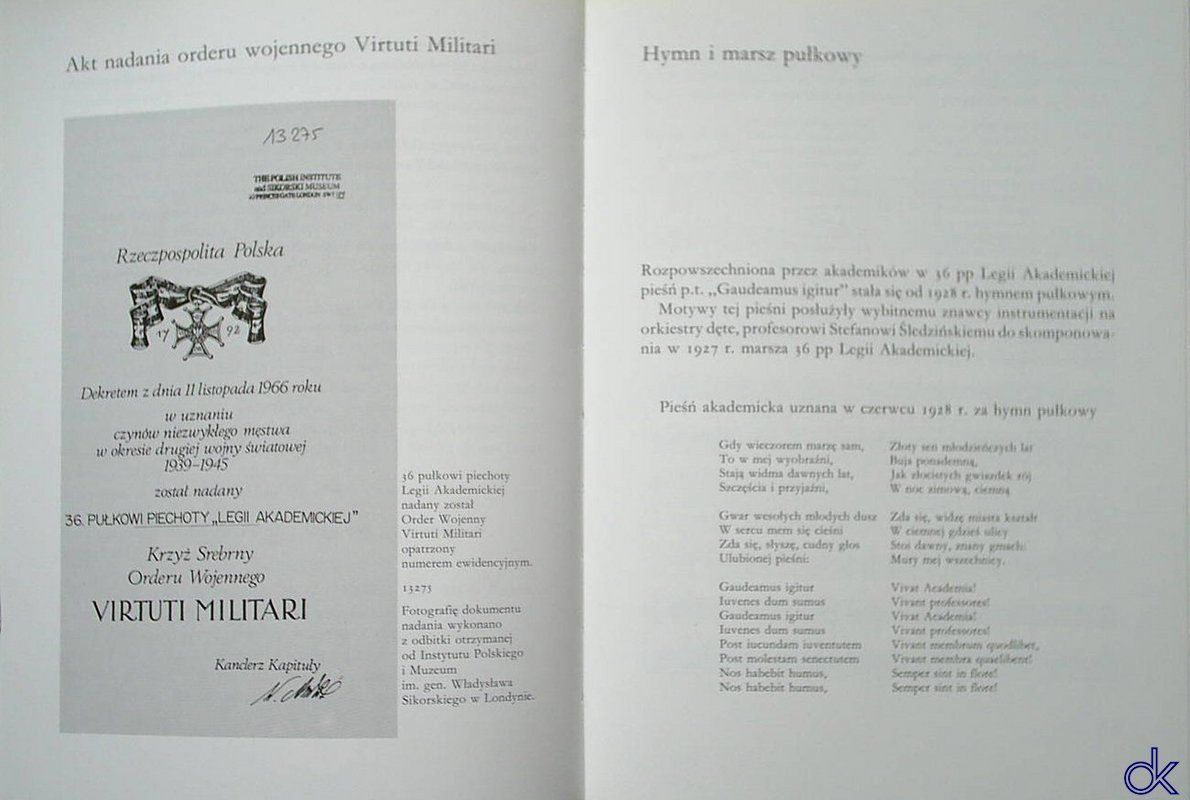 Akt nadania orderu wojennego Virtuti Militari
13275
THE POLISH INSTITUTE
and SIKORSKI MUSEUM
20 PRINCES GATE LONDON SW7
Rzeczpospolita Polska
17 92
Dekretem z dnia 11 listopada 1966 roku
w uznaniu
czynów niezwykłego męstwa
w okresie drugiej wojny światowej
1939-1945
został nadany
36. PUŁKOWI PIECHOTY „LEGII AKADEMICKIEJ”
Krzyż Srebrny
Orderu Wojennego
VIRTUTI MILITARI
Kanclerz Kapituły
36 pułkowi piechoty
Legii Akademickiej
nadany został
Order Wojenny
Virtuti Militari
opatrzony
numerem ewidencyjnym.
13275
Fotografię dokumentu
nadania wykonano
z odbitki otrzymanej
od Instytutu Polskiego
i Muzeum
im. gen. Władysława
Sikorskiego w Londynie.
Hymn i marsz pułkowy
Rozpowszechniona przez akademików w 36 pp Legii Akademickiej
pieśń p.t. „Gaudeamus igitur” stała się od 1928 r. hymnem pułkowym.
Motywy tej pieśni posłużyły wybitnemu znawcy instrumentacji na
orkiestry dęte, profesorowi Stefanowi Śledzińskiemu do skomponowa-
nia w 1927 r. marsza 36 pp Legii Akademickiej.
Pieśń akademicka uznana w czerwcu 1928 r. za hymn pułkowy
Gdy wieczorem marzę sam,
To w mej wyobraźni,
Stają widma dawnych lat,
Szczęścia i przyjaźni,
Gwar wesołych młodych dusz
W sercu mem się cieśni
Zda się, słyszę, cudny głos
Ulubionej pieśni:
Gaudeamus igitur
Iuvenes dum sumus
Gaudeamus igitur
Iuvenes dum sumus
Post iucundam iuventutem
Post molestam senectutem
Nos habebit humus,
Nos habebit humus,
Złoty sen młodzieńczych lat
Buja ponademną,
Jak złocistych gwiazdek rój
W noc zimową, ciemną
Zda się, widzę miasta kształt
W ciemnej gdzieś ulicy
Stoi dawny, znany gmach:
Mury mej wszechnicy.
Vivat Academia!
Vivant professores!
Vivat Academia!
Vivant professores!
Vivant membrum quodlibet,
Vivant membra quaelibent!
Semper sint in flore!
Semper sint in flore!
dk